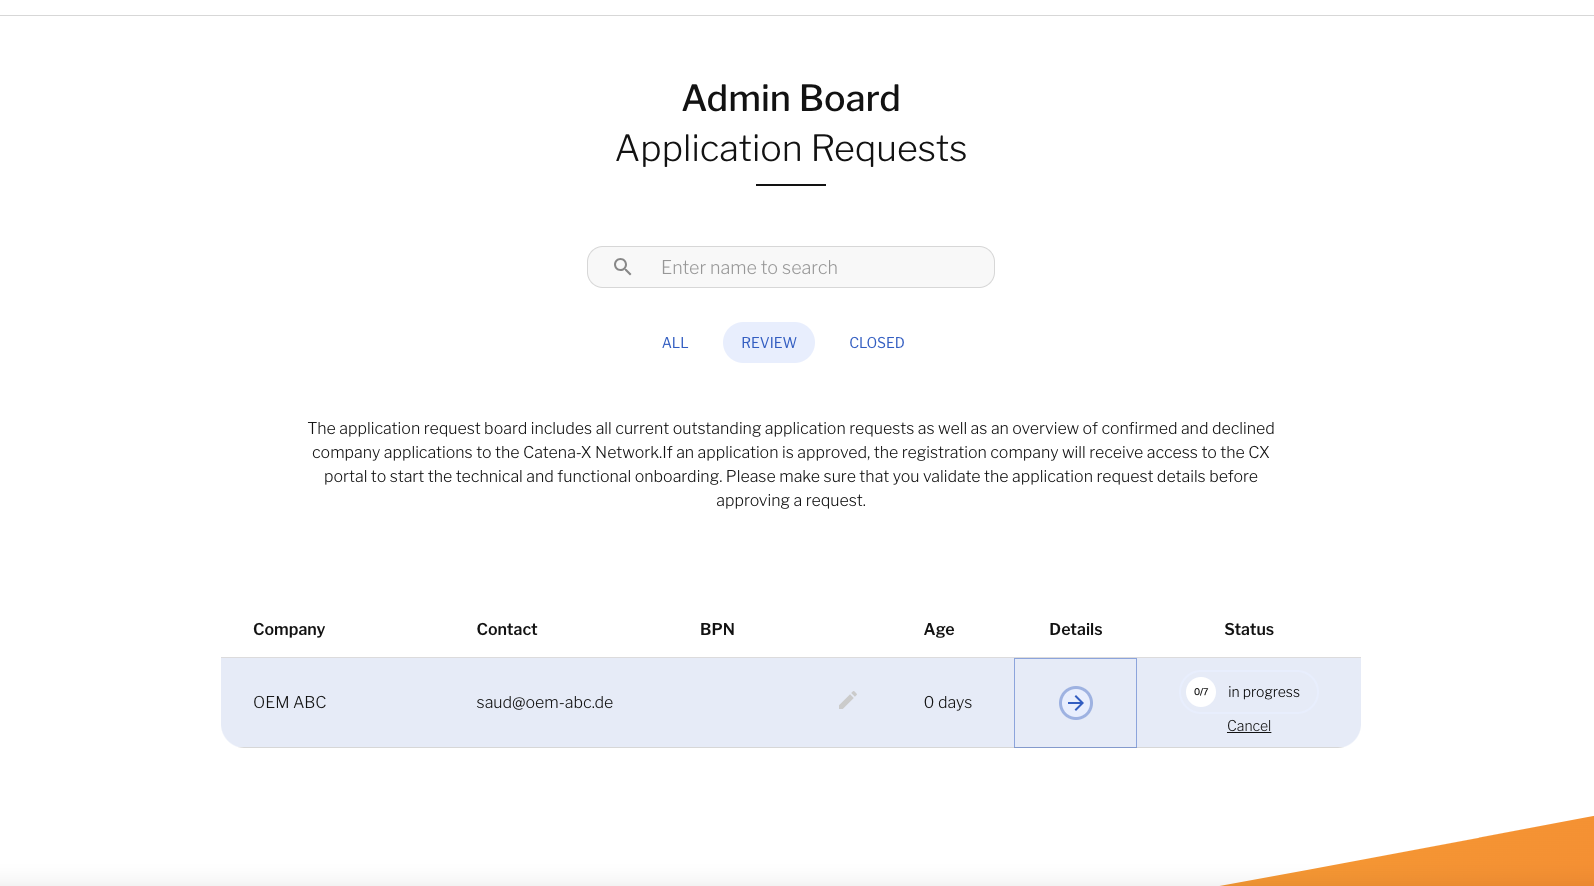 Admin Board
Application Requests
Enter name to search
ALL REVIEW CLOSED
The application request board includes all current outstanding application requests as well as an overview of confirmed and declined
company applications to the Catena-X Network.If an application is approved, the registration company will receive access to the CX
portal to start the technical and functional onboarding. Please make sure that you validate the application request details before
approving a request.
Company Contact BPN Age Details Status
OEM ABC saud@oem-abc.de 0 days 0/7 in progress
Cancel